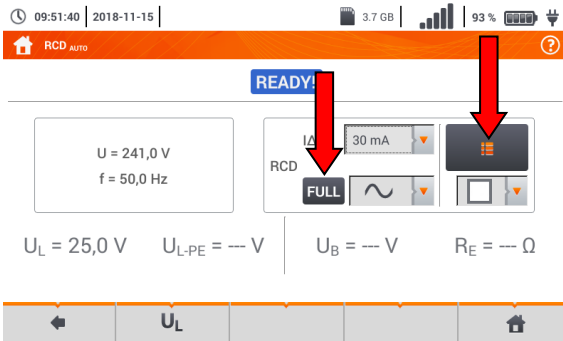 09:51:40 2018-11-15 3.7 GB 93 %
RCD AUTO
?
READY!
U = 241,0 V
f = 50,0 Hz
30 mA
RCD
FULL
UL = 25,0 V UL-PE = --- V UB = --- V RE = --- Ω
UL